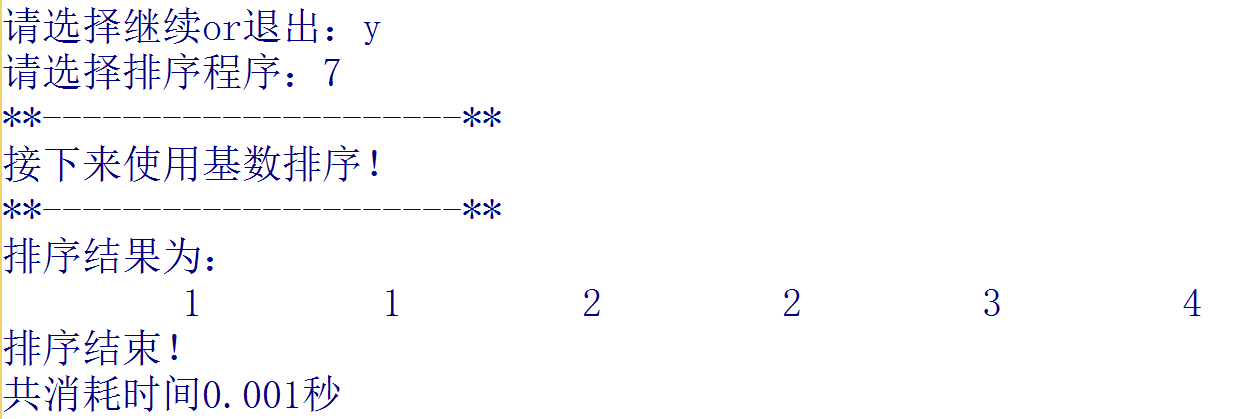 请选择继续or退出：y
请选择排序程序：7
**---------------------**
接下来使用基数排序！
**---------------------**
排序结果为：
1 1 2 2 3 4
排序结束！
共消耗时间0.001秒